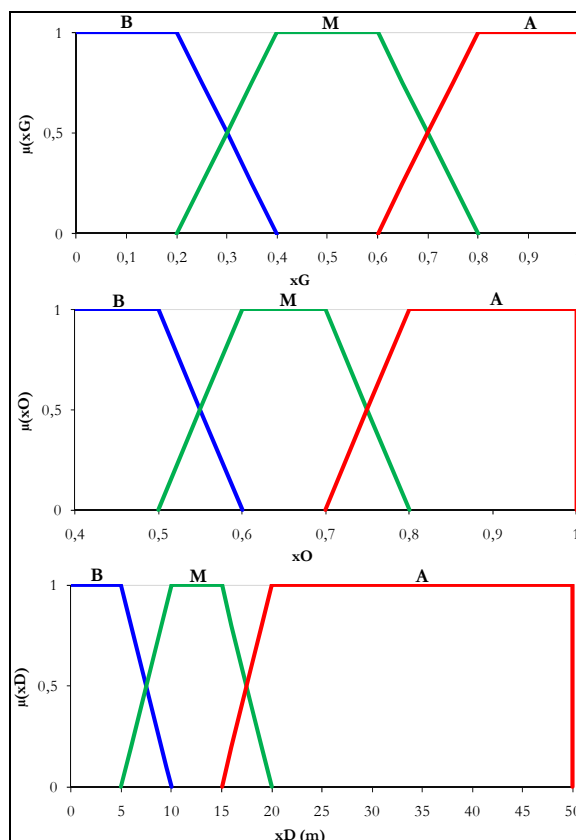 B M A
1
0,5
0
µ(xG)
0 0,1 0,2 0,3 0,4 0,5 0,6 0,7 0,8 0,9
xG
B M A
1
0,5
0
µ(xO)
0,4 0,5 0,6 0,7 0,8 0,9 1
xO
B M A
1
0,5
0
µ(xD)
0 5 10 15 20 25 30 35 40 45 50
xD (m)